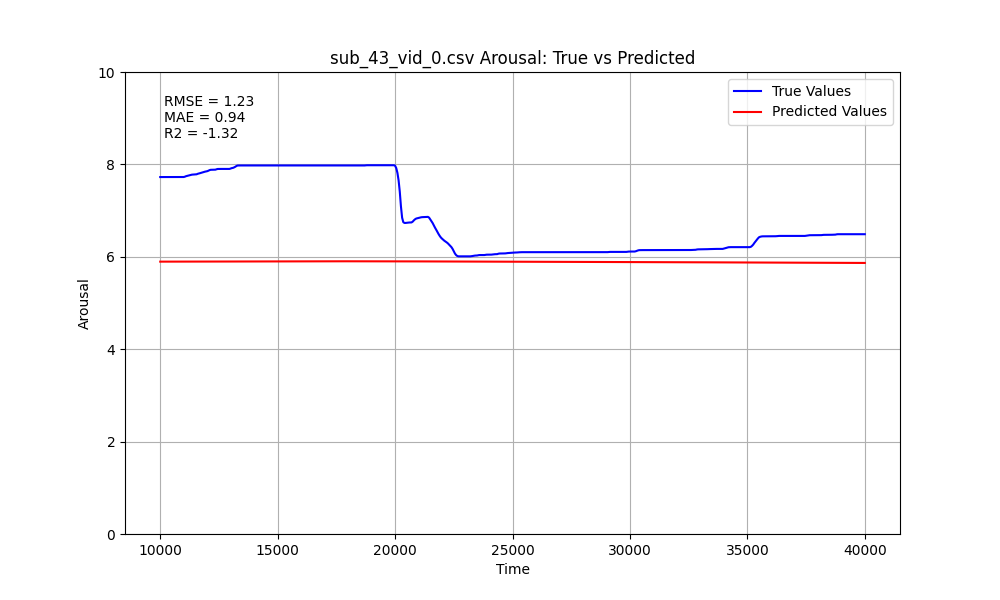 sub_43_vid_0.csv Arousal: True vs Predicted
RMSE = 1.23
MAE = 0.94
R2 = -1.32
True Values
Predicted Values
10
8
6
4
2
0
Arousal
10000 15000 20000 25000 30000 35000 40000
Time